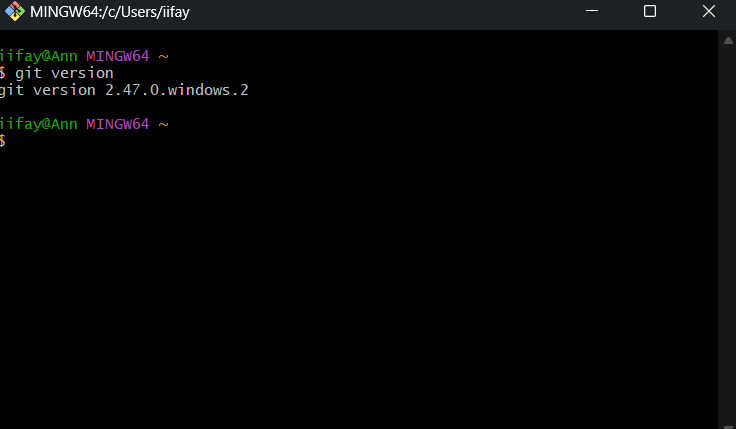 MINGW64:/c/Users/iifay
iifay@Ann MINGW64 ~
$ git version
git version 2.47.0.windows.2
iifay@Ann MINGW64 ~
$